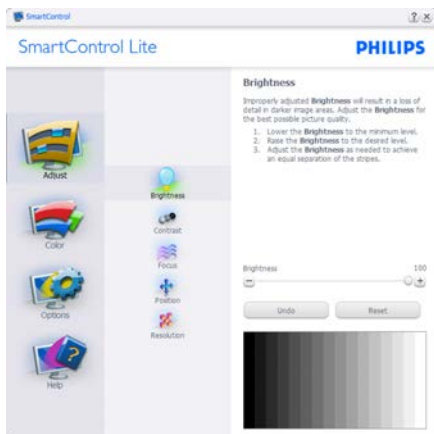 SmartControl
SmartControl Lite
PHILIPS
Adjust
Color
Options
Help
Brightness
Contrast
Focus
Position
Resolution
Brightness
Improperly adjusted Brightness will result in a loss of
detail in darker image areas. Adjust the Brightness for
the best possible picture quality.
1. Lower the Brightness to the minimum level.
2. Raise the Brightness to the desired level.
3. Adjust the Brightness as needed to achieve
an equal separation of the stripes.
Brightness 100
Undo Reset